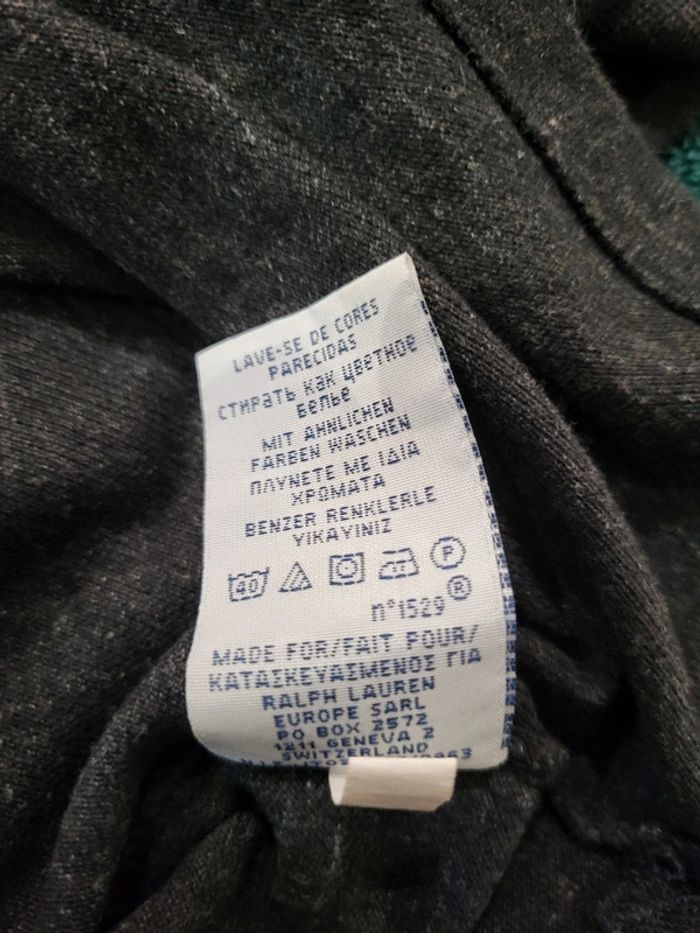 LAVE-SE DE CORES
PARECIDAS
СТИРАТЬ КАК ЦВЕТНОЕ
БЕЛЬЕ
MIT AHNLICHEN
FARBEN WASCHEN
ΠΛΥΝΕΤΕ ΜΕ ΙΔΙΑ
ΧΡΩΜΑΤΑ
BENZER RENKLERLE
YIKAYINIZ
40 P
n°1529®
MADE FOR/FAIT POUR/
ΚΑΤΑΣΚΕΥΑΣΜΕΝΟΣ ΓΙΑ
RALPH LAUREN
EUROPE SARL
PO BOX 2572
1211 GENEVA 2
SWITZERLAND